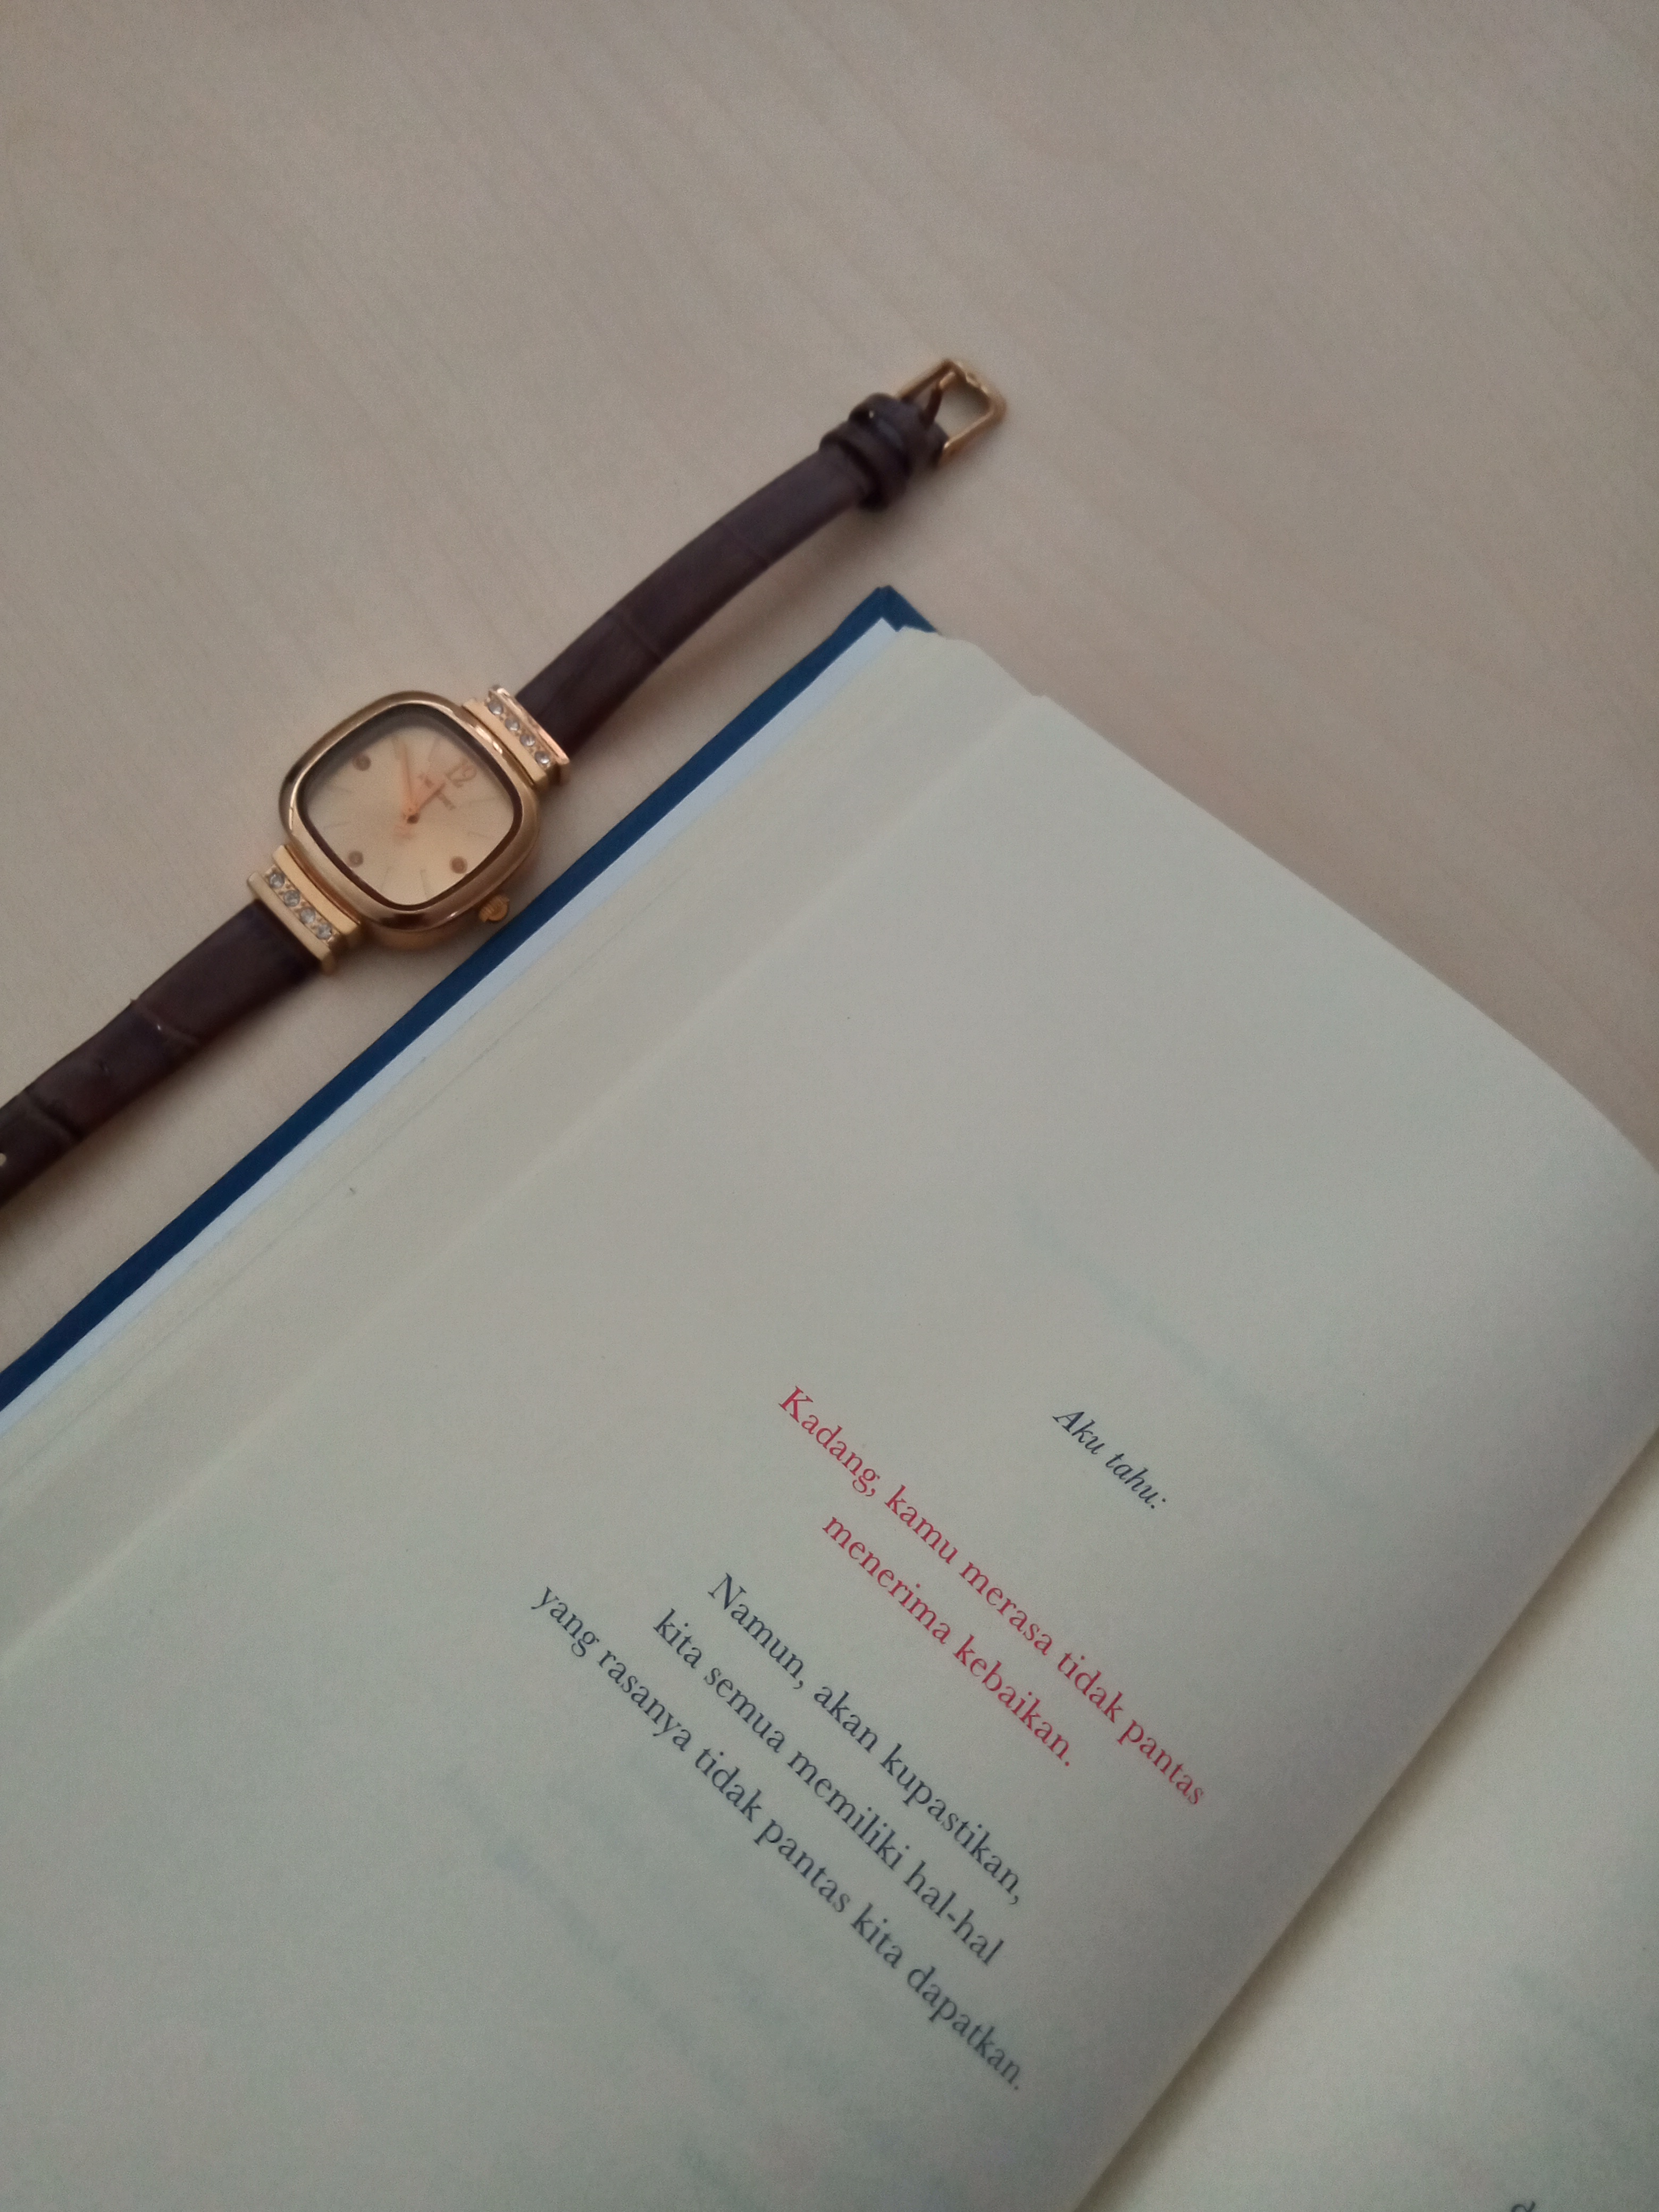 12
Aku tahu:
Kadang, kamu merasa tidak pantas
menerima kebaikan.
Namun, akan kupastikan,
kita semua memiliki hal-hal
yang rasanya tidak pantas kita dapatkan.